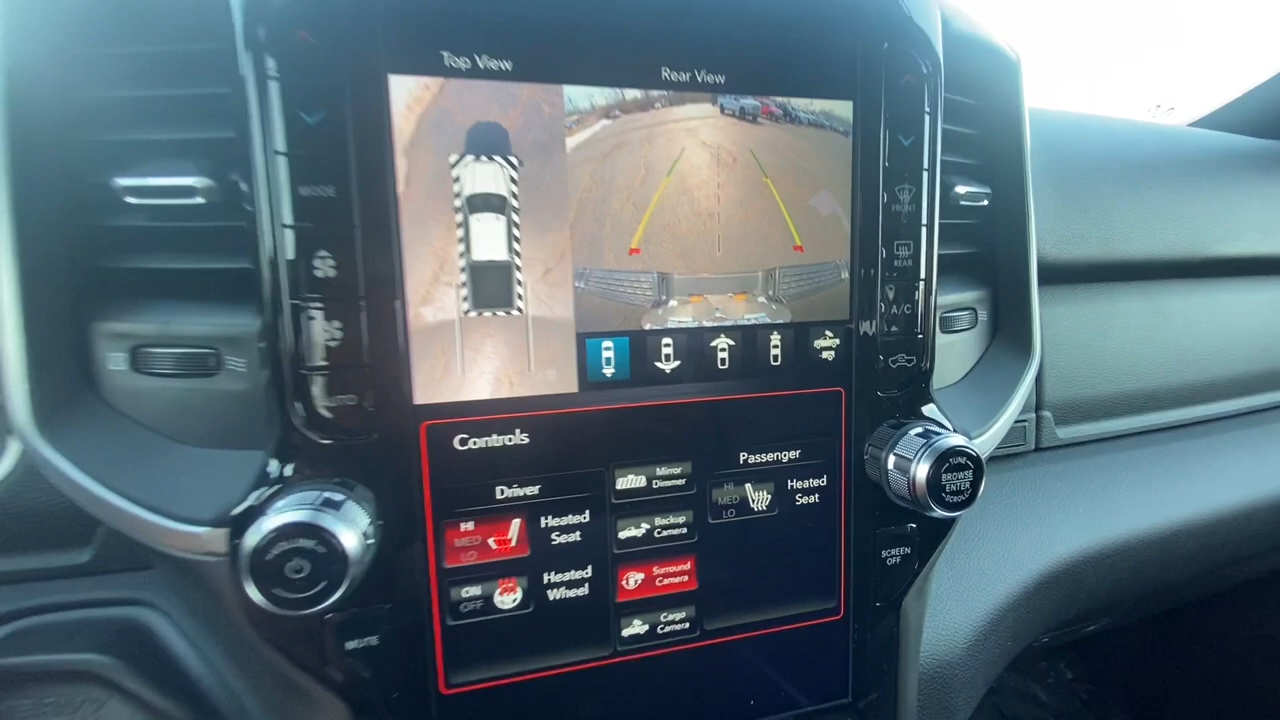 Top View
Rear View
MODE
FRONT
REAR
A/C
AUTO
Controls
Driver
HI
MED
LO
Heated
Seat
ON
OFF
Heated
Wheel
Mirror
Dimmer
Backup
Camera
Surround
Camera
Cargo
Camera
Passenger
HI
MED
LO
Heated
Seat
TUNE
BROWSE
ENTER
SCROLL
SCREEN
OFF
MUTE